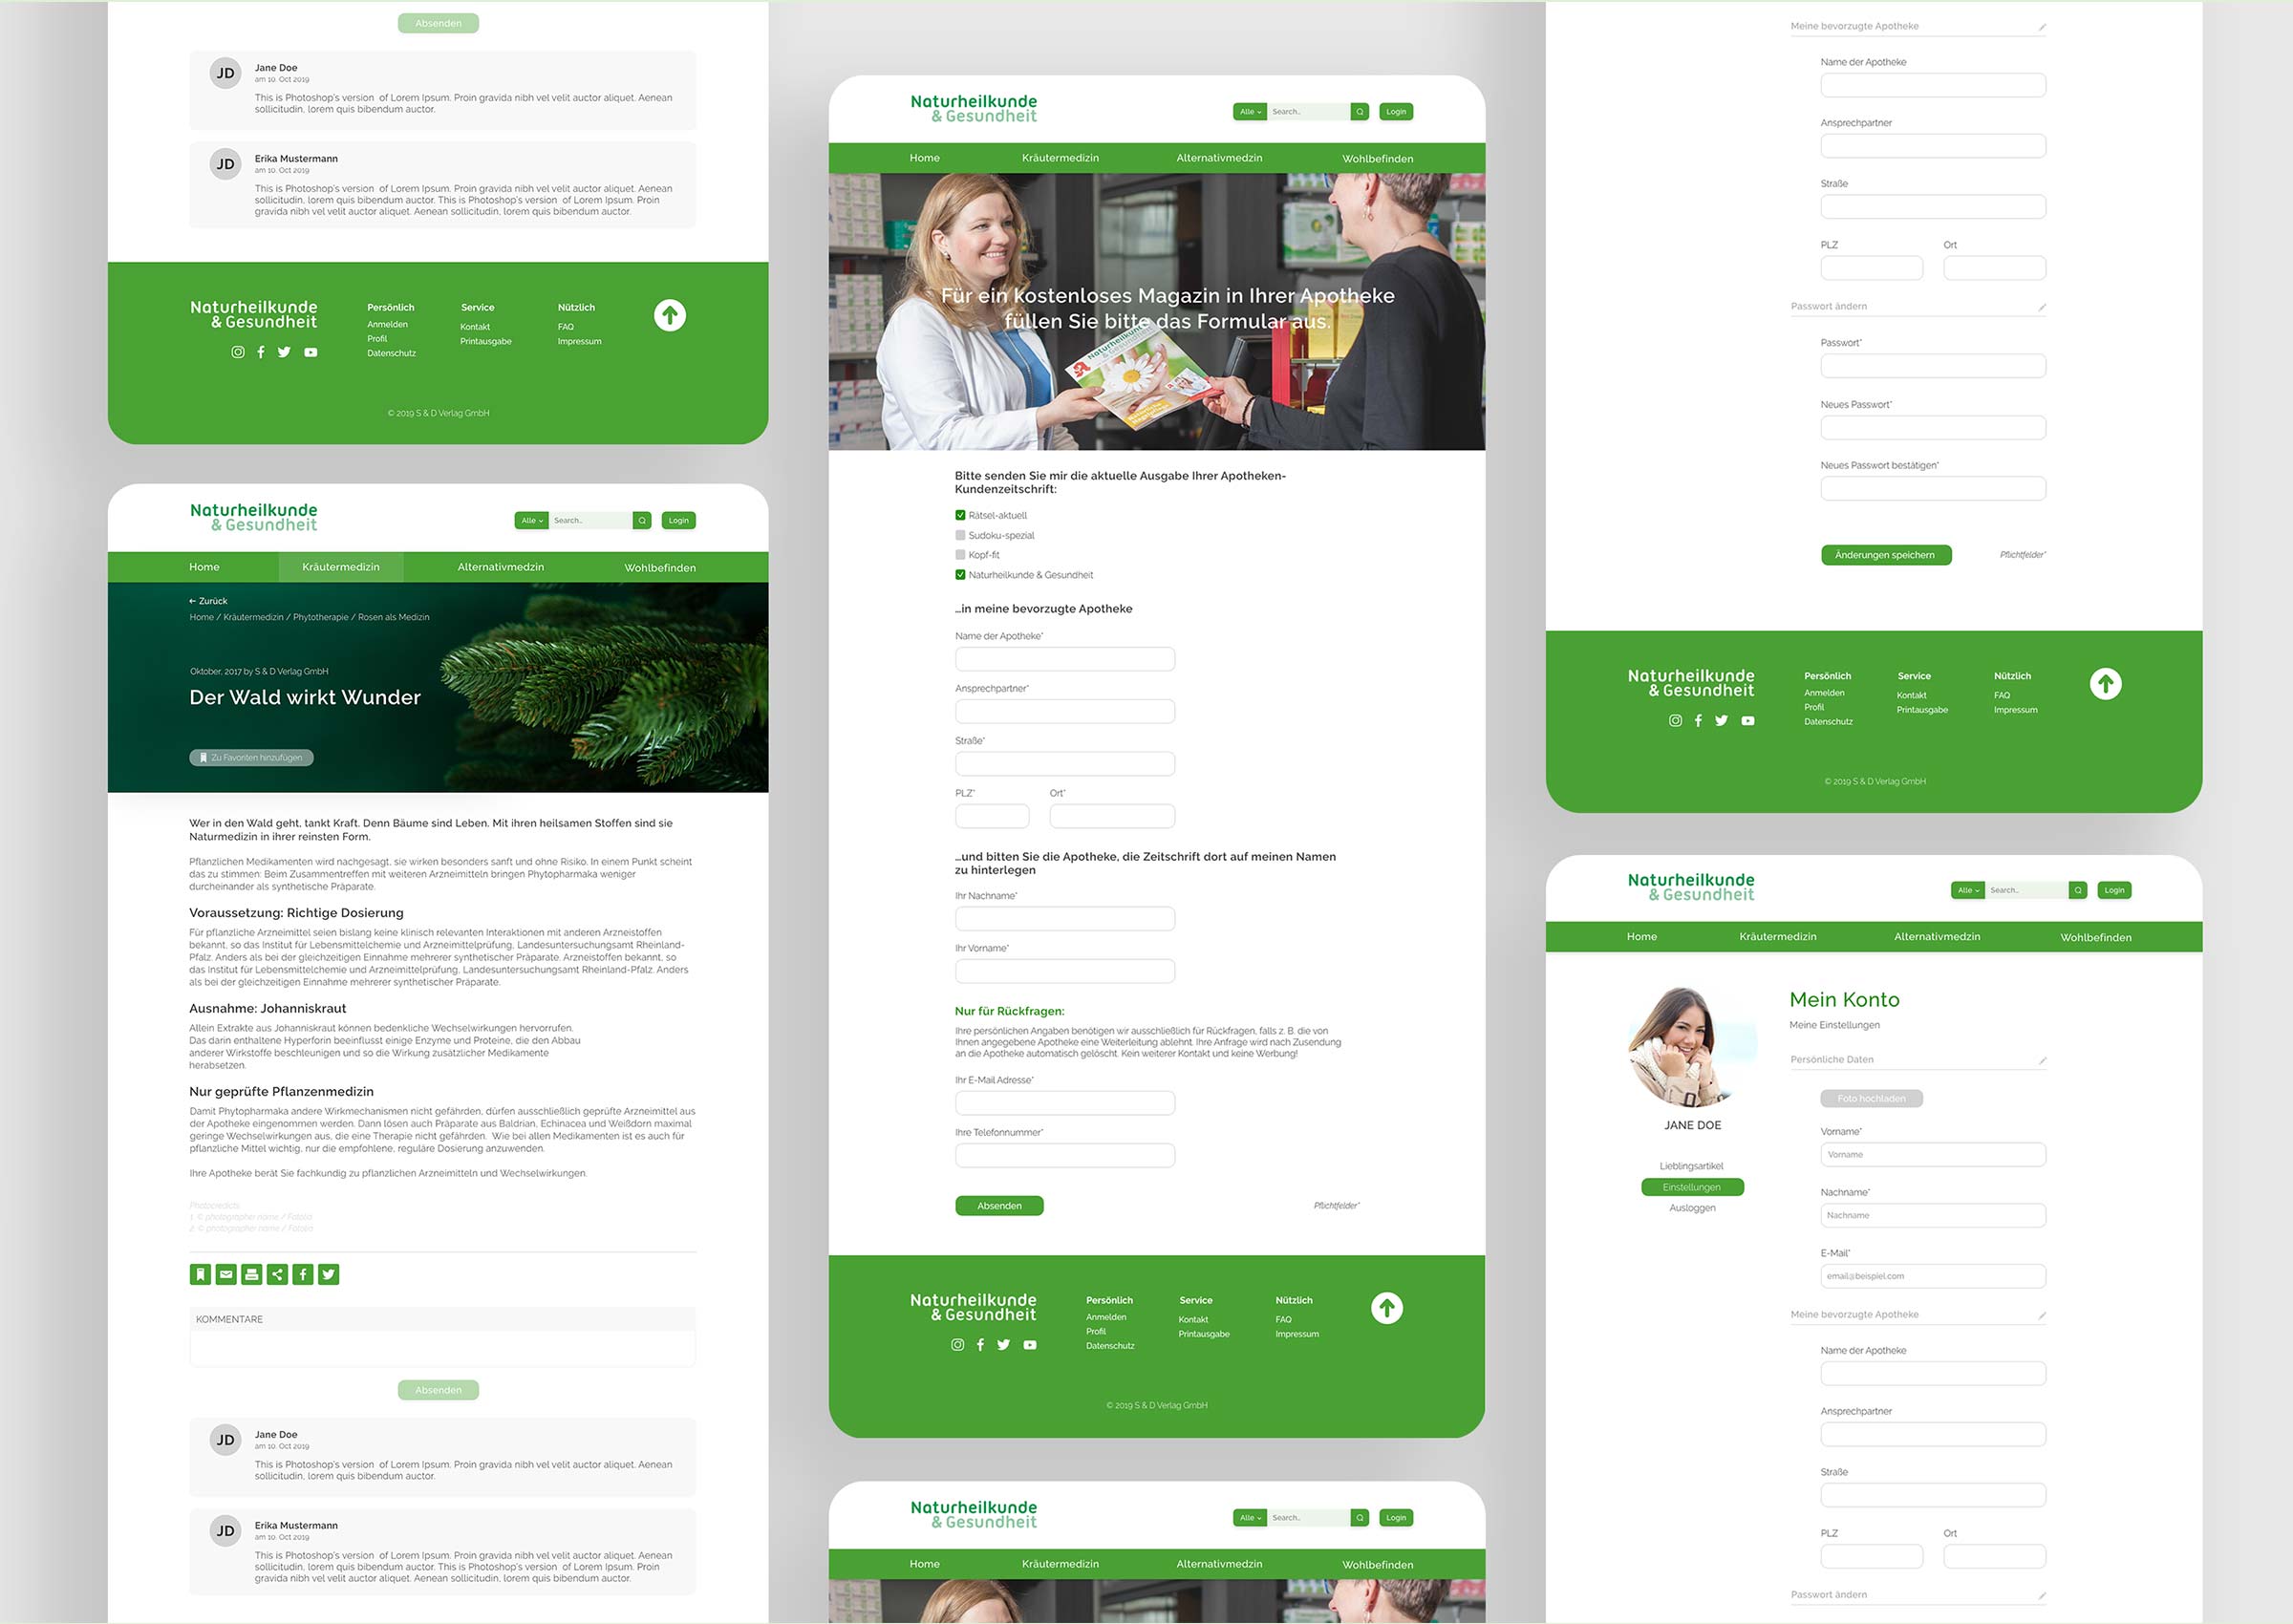 Absenden
JD
Jane Doe
am 10. Oct 2019
This is Photoshop's version of Lorem Ipsum. Proin gravida nibh vel velit auctor aliquet. Aenean
sollicitudin, lorem quis bibendum auctor.
JD
Erika Mustermann
am 10. Oct 2019
This is Photoshop's version of Lorem Ipsum. Proin gravida nibh vel velit auctor aliquet. Aenean
sollicitudin, lorem quis bibendum auctor. This is Photoshop's version of Lorem Ipsum. Proin
gravida nibh vel velit auctor aliquet. Aenean sollicitudin, lorem quis bibendum auctor.
Naturheilkunde
& Gesundheit
Persönlich
Anmelden
Profil
Datenschutz
Service
Kontakt
Printausgabe
Nützlich
FAQ
Impressum
© 2019 S & D Verlag GmbH
Naturheilkunde
& Gesundheit
Alle
Search..
Login
Home
Kräutermedizin
Alternativmedzin
Wohlbefinden
← Zurück
Home / Kräutermedizin / Phytotherapie / Rosen als Medizin
Oktober, 2017 by S & D Verlag GmbH
Der Wald wirkt Wunder
Zu Favoriten hinzufügen
Wer in den Wald geht, tankt Kraft. Denn Bäume sind Leben. Mit ihren heilsamen Stoffen sind sie
Naturmedizin in ihrer reinsten Form.
Pflanzlichen Medikamenten wird nachgesagt, sie wirken besonders sanft und ohne Risiko. In einem Punkt scheint
das zu stimmen: Beim Zusammentreffen mit weiteren Arzneimitteln bringen Phytopharmaka weniger
durcheinander als synthetische Präparate.
Voraussetzung: Richtige Dosierung
Für pflanzliche Arzneimittel seien bislang keine klinisch relevanten Interaktionen mit anderen Arzneistoffen
bekannt, so das Institut für Lebensmittelchemie und Arzneimittelprüfung, Landesuntersuchungsamt Rheinland-
Pfalz. Anders als bei der gleichzeitigen Einnahme mehrerer synthetischer Präparate. Arzneistoffen bekannt, so
das Institut für Lebensmittelchemie und Arzneimittelprüfung, Landesuntersuchungsamt Rheinland-Pfalz. Anders
als bei der gleichzeitigen Einnahme mehrerer synthetischer Präparate.
Ausnahme: Johanniskraut
Allein Extrakte aus Johanniskraut können bedenkliche Wechselwirkungen hervorrufen.
Das darin enthaltene Hyperforin beeinflusst einige Enzyme und Proteine, die den Abbau
anderer Wirkstoffe beschleunigen und so die Wirkung zusätzlicher Medikamente
herabsetzen.
Nur geprüfte Pflanzenmedizin
Damit Phytopharmaka andere Wirkmechanismen nicht gefährden, dürfen ausschließlich geprüfte Arzneimittel aus
der Apotheke eingenommen werden. Dann lösen auch Präparate aus Baldrian, Echinacea und Weißdorn maximal
geringe Wechselwirkungen aus, die eine Therapie nicht gefährden. Wie bei allen Medikamenten ist es auch für
pflanzliche Mittel wichtig, nur die empfohlene, reguläre Dosierung anzuwenden.
Ihre Apotheke berät Sie fachkundig zu pflanzlichen Arzneimitteln und Wechselwirkungen.
1. © photographer name / Fotolia
2. © photographer name / Fotolia
KOMMENTARE
Absenden
JD
Jane Doe
am 10. Oct 2019
This is Photoshop's version of Lorem Ipsum. Proin gravida nibh vel velit auctor aliquet. Aenean
sollicitudin, lorem quis bibendum auctor.
JD
Erika Mustermann
am 10. Oct 2019
This is Photoshop's version of Lorem Ipsum. Proin gravida nibh vel velit auctor aliquet. Aenean
sollicitudin, lorem quis bibendum auctor. This is Photoshop's version of Lorem Ipsum. Proin
gravida nibh vel velit auctor aliquet. Aenean sollicitudin, lorem quis bibendum auctor.
Naturheilkunde
& Gesundheit
Alle
Search..
Login
Home
Kräutermedizin
Alternativmedzin
Wohlbefinden
Für ein kostenloses Magazin in Ihrer Apotheke
füllen Sie bitte das Formular aus.
Naturheilkunde
& Gesundheit
Bitte senden Sie mir die aktuelle Ausgabe Ihrer Apotheken-
Kundenzeitschrift:
Rätsel-aktuell
Sudoku-spezial
Kopf-fit
Naturheilkunde & Gesundheit
...in meine bevorzugte Apotheke
Name der Apotheke*
Ansprechpartner*
Straße*
PLZ*
Ort*
...und bitten Sie die Apotheke, die Zeitschrift dort auf meinen Namen
zu hinterlegen
Ihr Nachname*
Ihr Vorname*
Nur für Rückfragen:
Ihre persönlichen Angaben benötigen wir ausschließlich für Rückfragen, falls z. B. die von
Ihnen angegebene Apotheke eine Weiterleitung ablehnt. Ihre Anfrage wird nach Zusendung
an die Apotheke automatisch gelöscht. Kein weiterer Kontakt und keine Werbung!
Ihr E-Mail Adresse*
Ihre Telefonnummer*
Absenden
Pflichtfelder*
Naturheilkunde
& Gesundheit
Persönlich
Anmelden
Profil
Datenschutz
Service
Kontakt
Printausgabe
Nützlich
FAQ
Impressum
© 2019 S & D Verlag GmbH
Naturheilkunde
& Gesundheit
Alle
Search..
Login
Home
Kräutermedizin
Alternativmedzin
Wohlbefinden
Meine bevorzugte Apotheke
Name der Apotheke
Ansprechpartner
Straße
PLZ
Ort
Passwort ändern
Passwort*
Neues Passwort*
Neues Passwort bestätigen*
Änderungen speichern
Pflichtfelder*
Naturheilkunde
& Gesundheit
Persönlich
Anmelden
Profil
Datenschutz
Service
Kontakt
Printausgabe
Nützlich
FAQ
Impressum
© 2019 S & D Verlag GmbH
Naturheilkunde
& Gesundheit
Alle
Search..
Login
Home
Kräutermedizin
Alternativmedzin
Wohlbefinden
JANE DOE
Lieblingsartikel
Einstellungen
Ausloggen
Mein Konto
Meine Einstellungen
Persönliche Daten
Foto hochladen
Vorname*
Vorname
Nachname*
Nachname
E-Mail*
email@beispiel.com
Meine bevorzugte Apotheke
Name der Apotheke
Ansprechpartner
Straße
PLZ
Ort
Passwort ändern